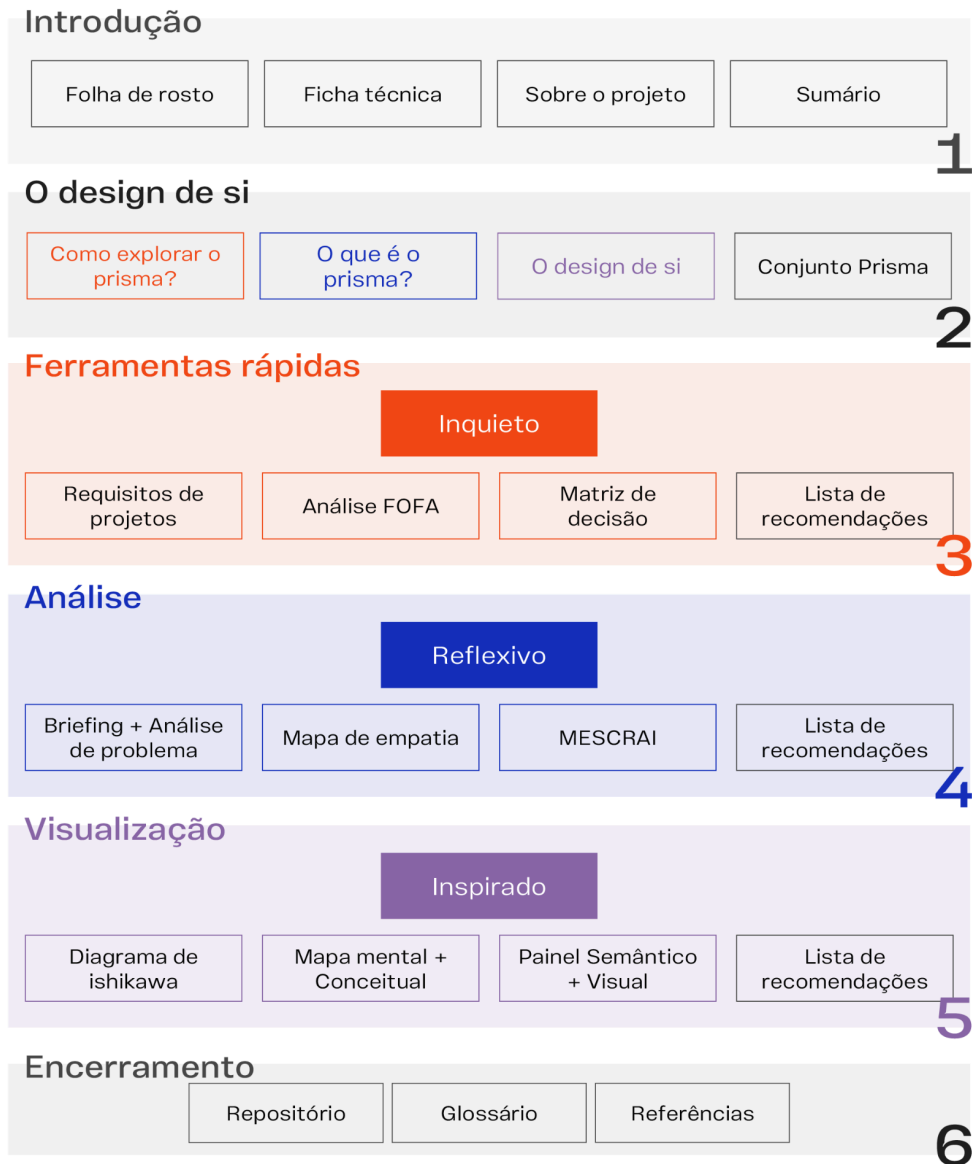 Introdução
Folha de rosto
Ficha técnica
Sobre o projeto
Sumário
1
O design de si
Como explorar o
prisma?
O que é o
prisma?
O design de si
Conjunto Prisma
2
Ferramentas rápidas
Inquieto
Requisitos de
projetos
Análise FOFA
Matriz de
decisão
Lista de
recomendações
3
Análise
Reflexivo
Briefing + Análise
de problema
Mapa de empatia
MESCRAI
Lista de
recomendações
4
Visualização
Inspirado
Diagrama de
ishikawa
Mapa mental +
Conceitual
Painel Semântico
+ Visual
Lista de
recomendações
5
Encerramento
Repositório
Glossário
Referências
6